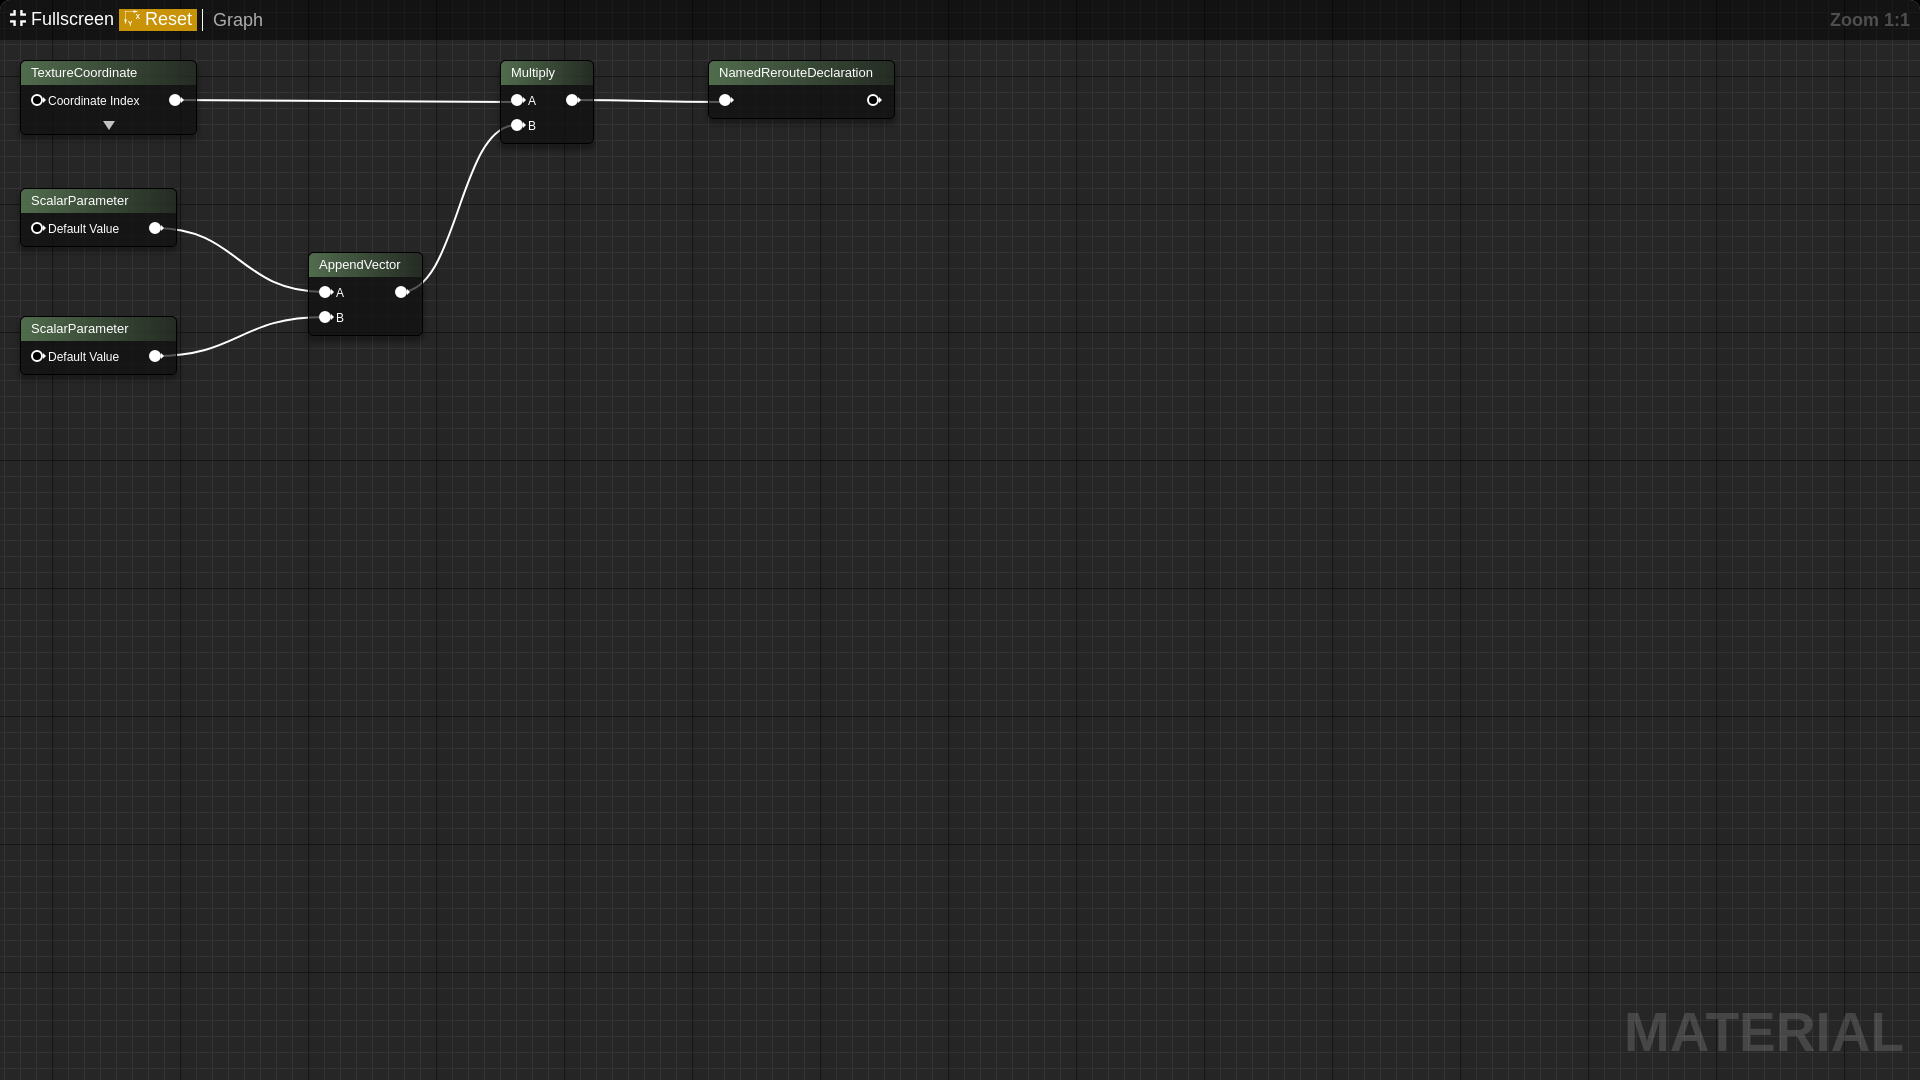 Fullscreen Reset Graph Zoom 1:1
TextureCoordinate
Coordinate Index
Multiply
A
B
NamedRerouteDeclaration
ScalarParameter
Default Value
AppendVector
A
B
ScalarParameter
Default Value
MATERIAL